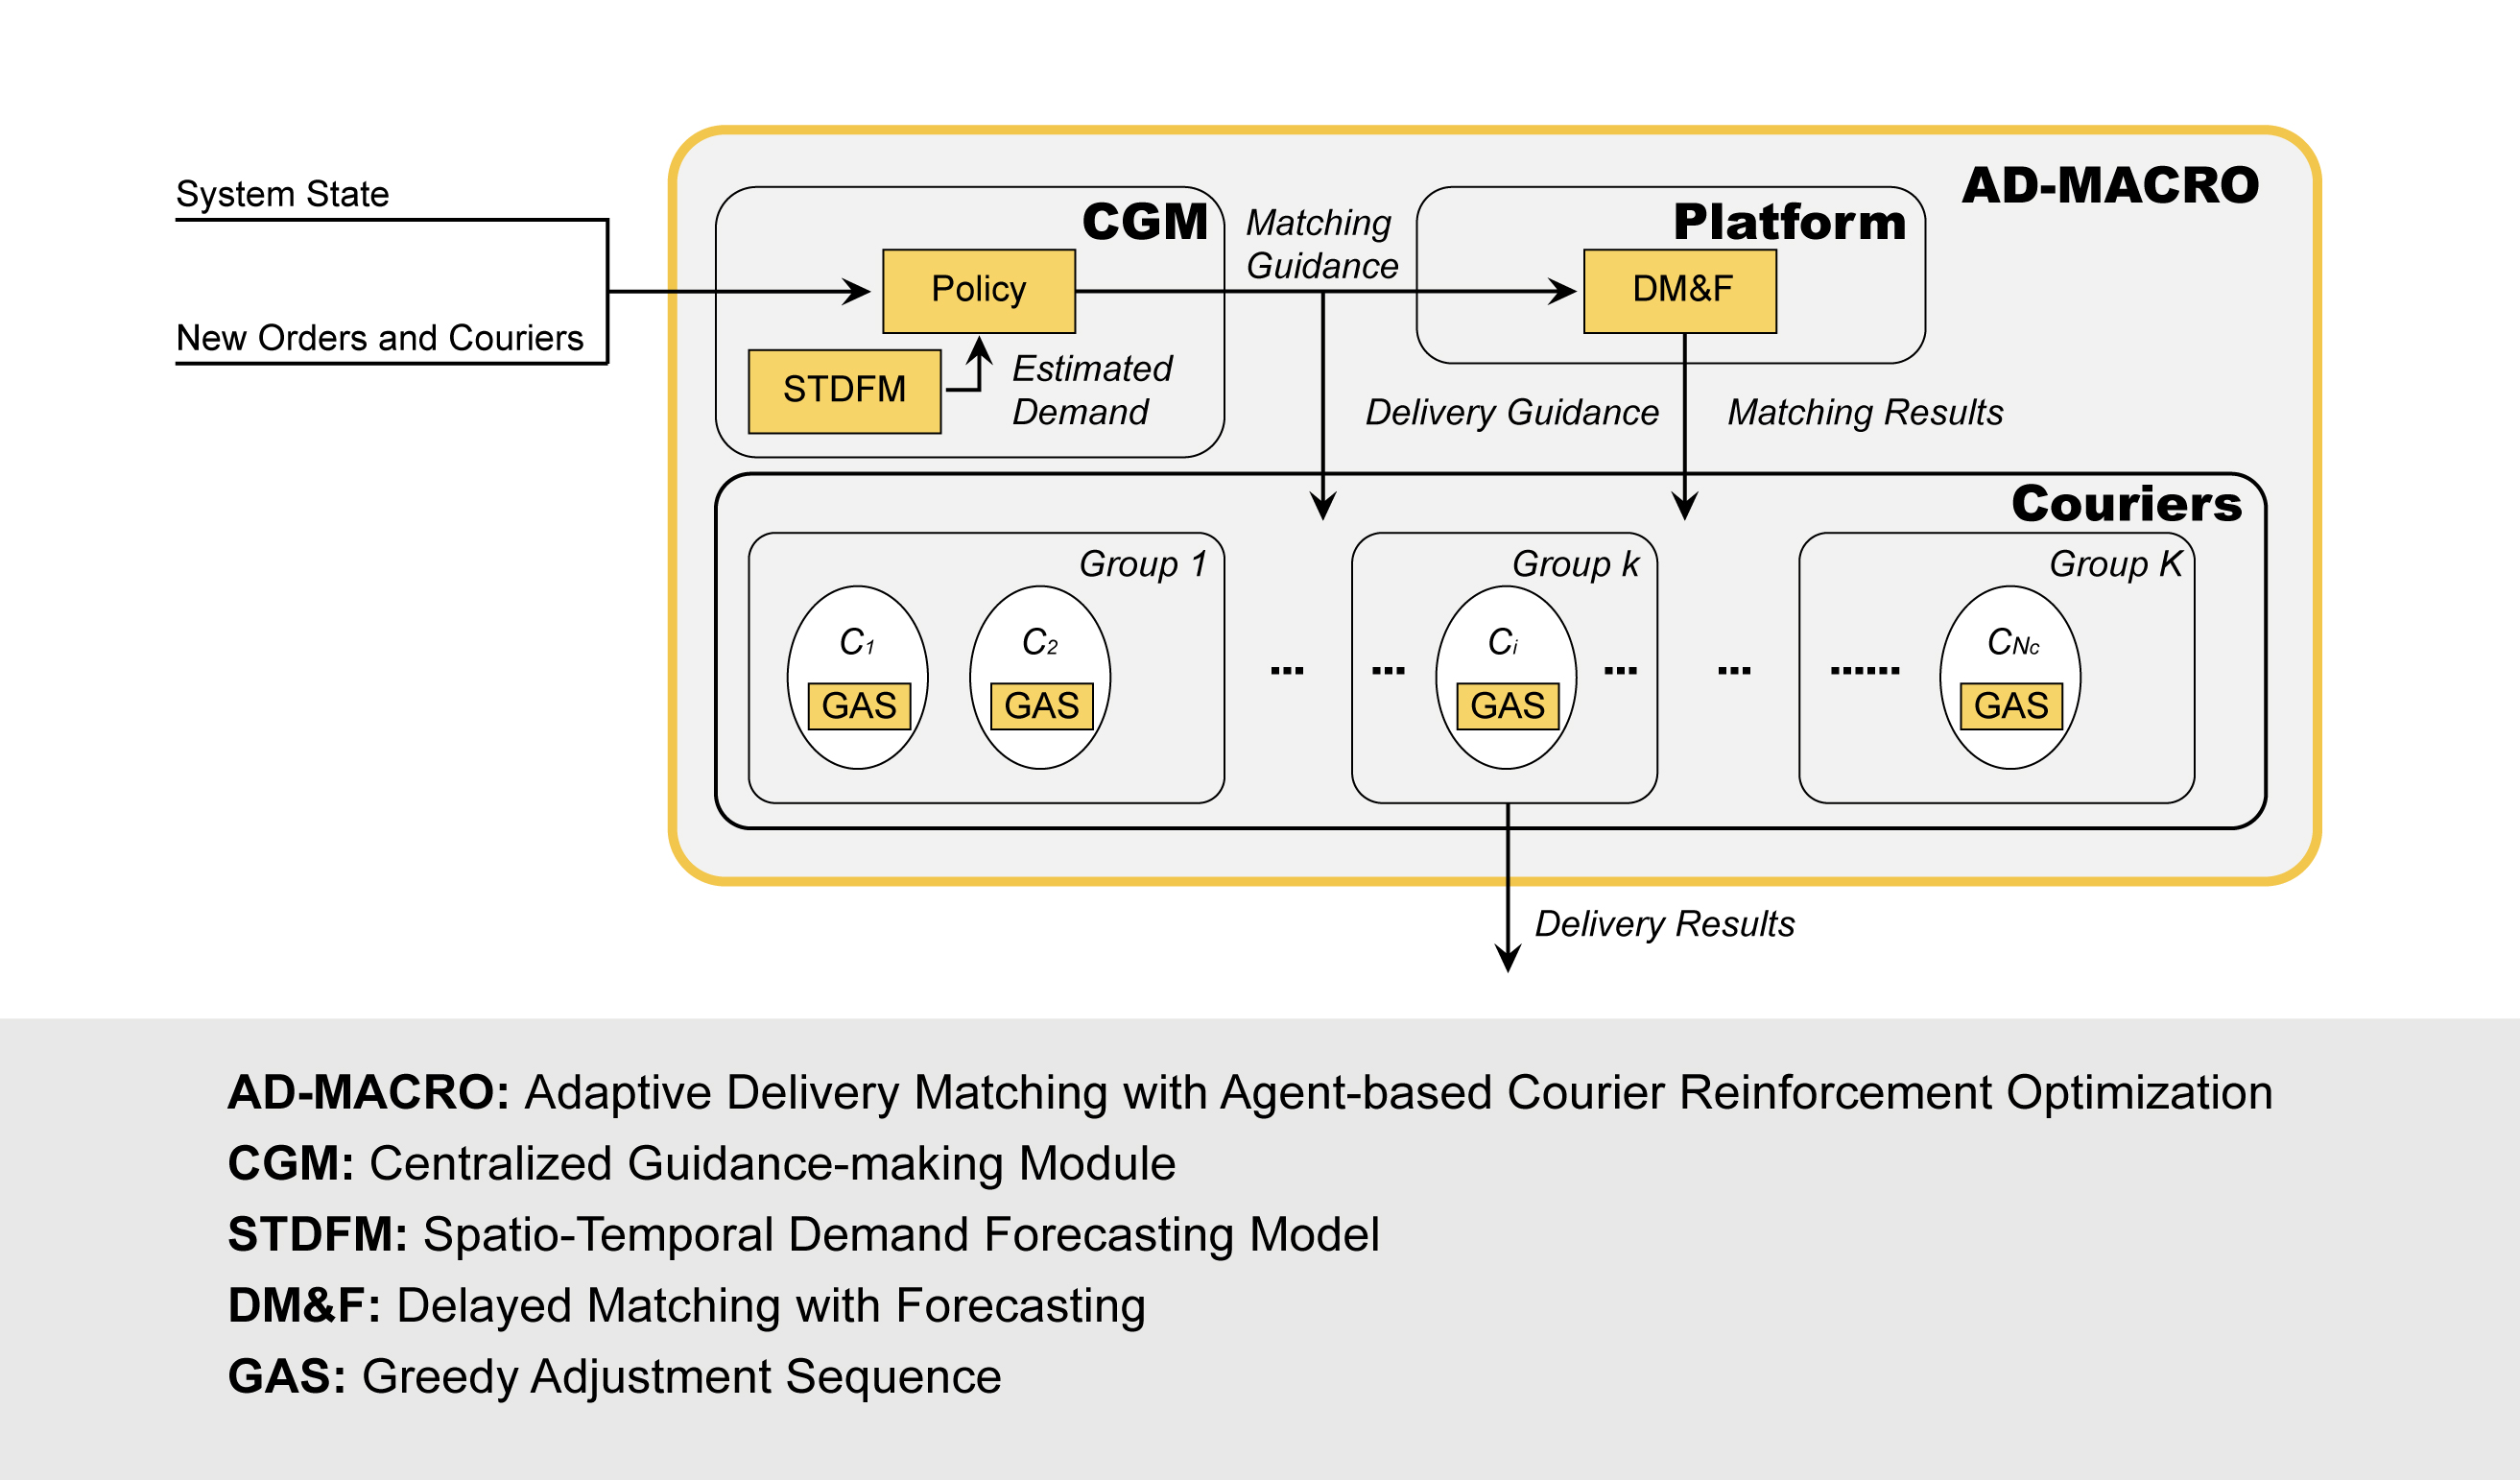 AD-MACRO
System State
CGM
Matching
Guidance
Platform
Policy
DM&F
New Orders and Couriers
STDFM
Estimated
Demand
Delivery Guidance
Matching Results
Couriers
Group 1
Group k
Group K
C1
C2
Ci
CNc
... ... ... ... ......
GAS
GAS
GAS
GAS
Delivery Results
AD-MACRO: Adaptive Delivery Matching with Agent-based Courier Reinforcement Optimization
CGM: Centralized Guidance-making Module
STDFM: Spatio-Temporal Demand Forecasting Model
DM&F: Delayed Matching with Forecasting
GAS: Greedy Adjustment Sequence